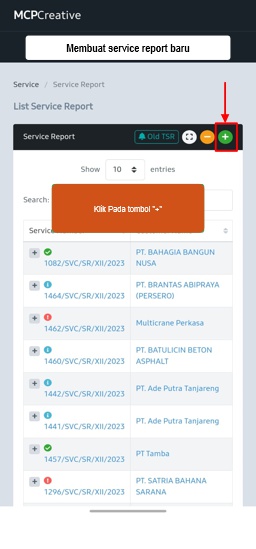 MCPCreative
Membuat service report baru
Service / Service Report
List Service Report
Service Report
Old TSR
Show 10 entries
Search:
Klik Pada tombol "+"
Service
1082/SVC/SR/XII/2023
PT. BAHAGIA BANGUN
NUSA
1464/SVC/SR/XII/2023
PT. BRANTAS ABIPRAYA
(PERSERO)
1462/SVC/SR/XII/2023
Multicrane Perkasa
1460/SVC/SR/XII/2023
PT. BATULICIN BETON
ASPHALT
1442/SVC/SR/XII/2023
PT. Ade Putra Tanjareng
1441/SVC/SR/XII/2023
PT. Ade Putra Tanjareng
1457/SVC/SR/XII/2023
PT Tamba
1296/SVC/SR/XII/2023
PT. SATRIA BAHANA
SARANA